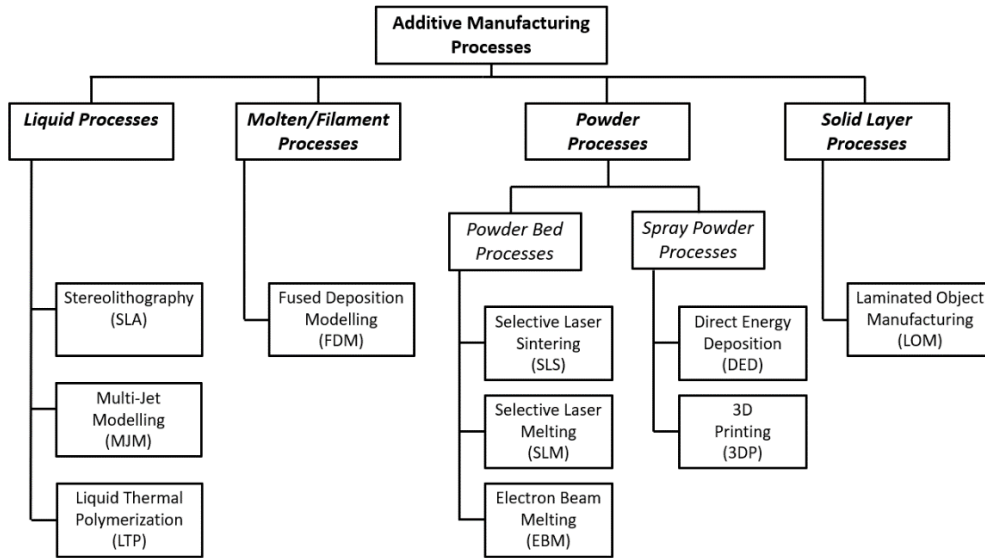 Additive Manufacturing
Processes
Liquid Processes
Molten/Filament
Processes
Powder
Processes
Solid Layer
Processes
Powder Bed
Processes
Spray Powder
Processes
Stereolithography
(SLA)
Multi-Jet
Modelling
(MJM)
Liquid Thermal
Polymerization
(LTP)
Fused Deposition
Modelling
(FDM)
Selective Laser
Sintering
(SLS)
Selective Laser
Melting
(SLM)
Electron Beam
Melting
(EBM)
Direct Energy
Deposition
(DED)
3D
Printing
(3DP)
Laminated Object
Manufacturing
(LOM)